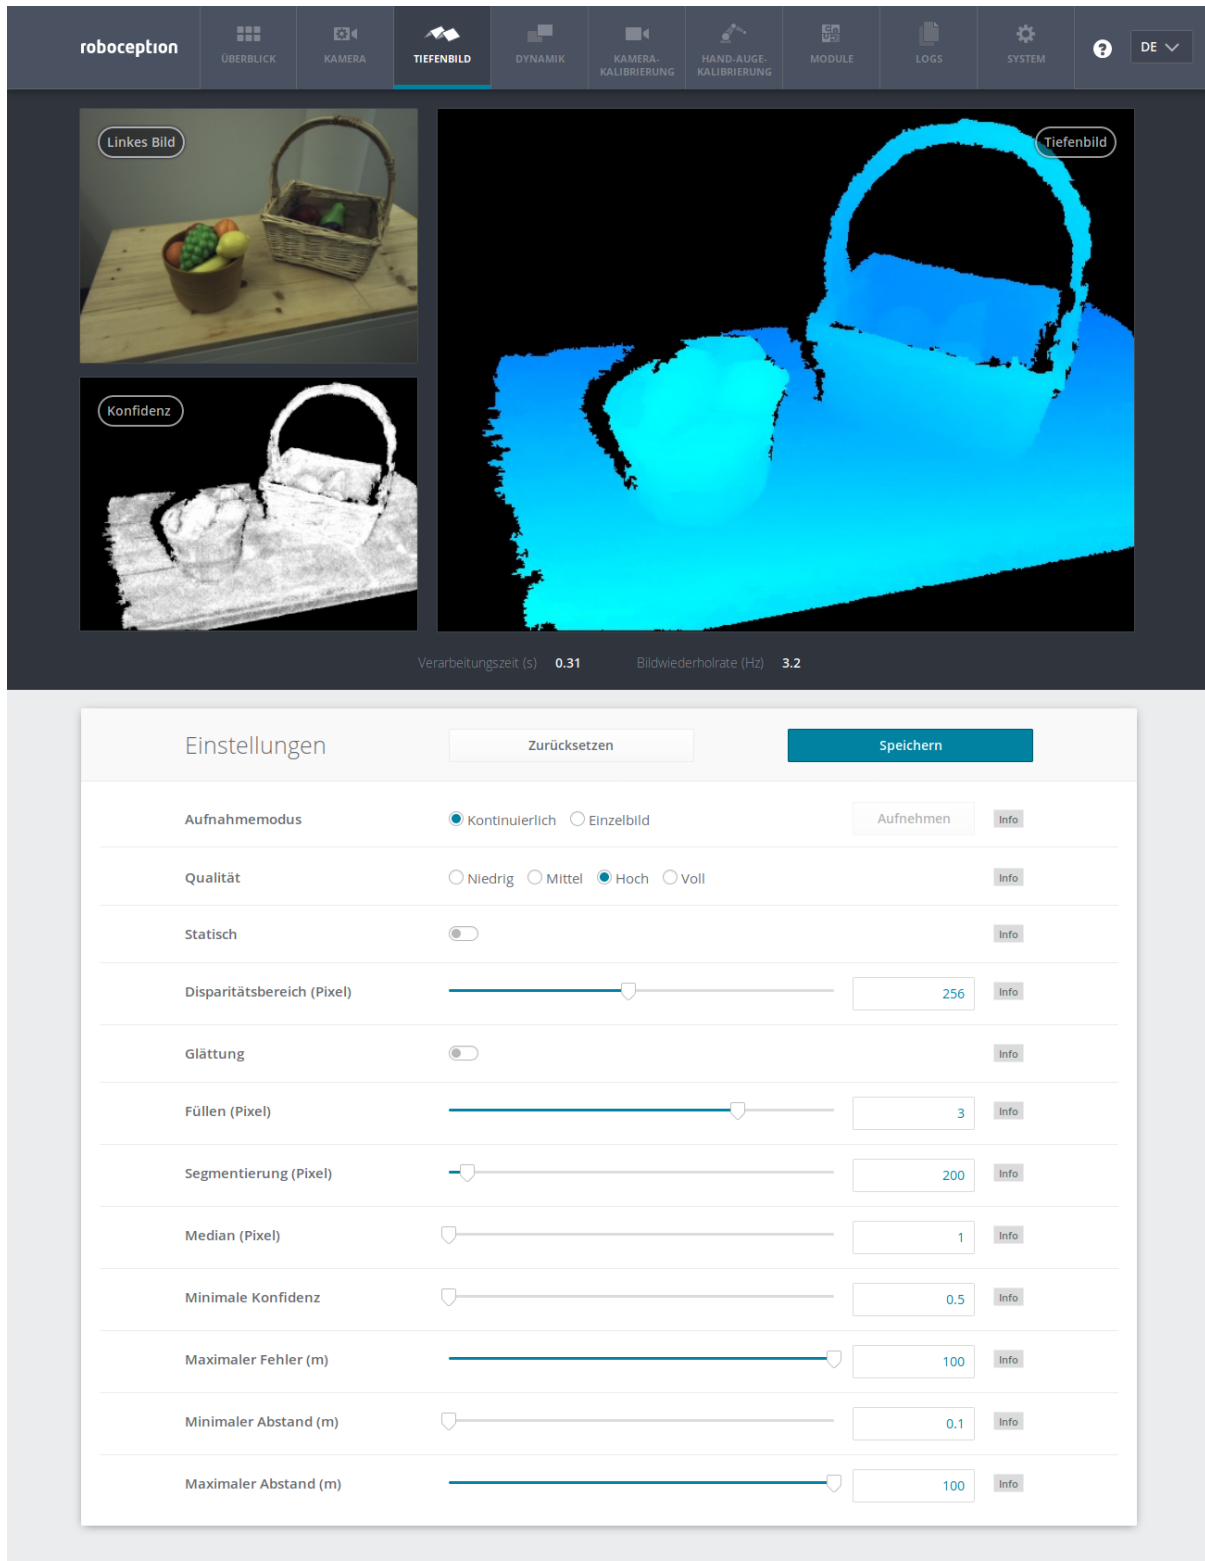 roboception
ÜBERBLICK
KAMERA
TIEFENBILD
DYNAMIK
KAMERA-
KALIBRIERUNG
HAND-AUGE-
KALIBRIERUNG
MODULE
LOGS
SYSTEM
?
DE
Linkes Bild
Tiefenbild
Konfidenz
Verarbeitungszeit (s) 0.31 Bildwiederholrate (Hz) 3.2
Einstellungen Zurücksetzen Speichern
Aufnahmemodus Kontinuierlich Einzelbild Aufnehmen Info
Qualität Niedrig Mittel Hoch Voll Info
Statisch Info
Disparitätsbereich (Pixel) 256 Info
Glättung Info
Füllen (Pixel) 3 Info
Segmentierung (Pixel) 200 Info
Median (Pixel) 1 Info
Minimale Konfidenz 0.5 Info
Maximaler Fehler (m) 100 Info
Minimaler Abstand (m) 0.1 Info
Maximaler Abstand (m) 100 Info